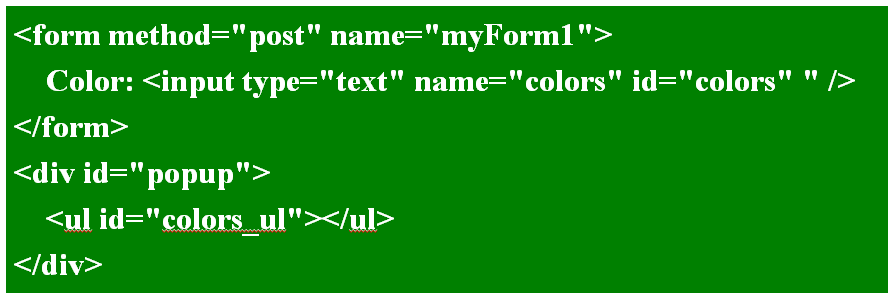 <form method="post" name="myForm1">
Color: <input type="text" name="colors" id="colors" " />
</form>
<div id="popup">
<ul id="colors_ul"></ul>
</div>